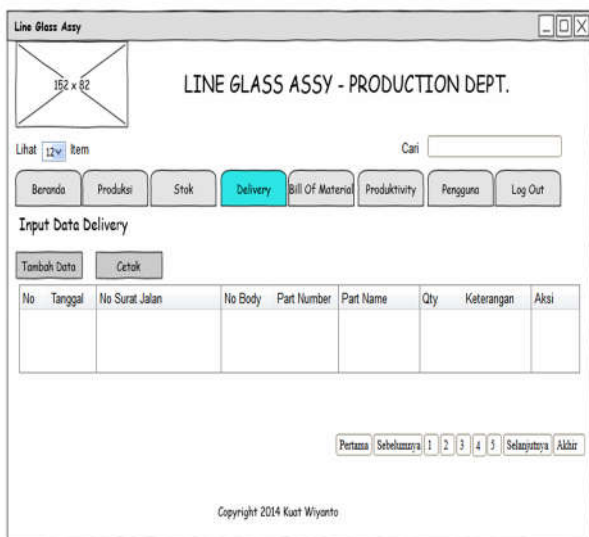 Line Glass Assy
152 x 82
LINE GLASS ASSY - PRODUCTION DEPT.
Lihat 12 Item Cari
Beranda Produksi Stok Delivery Bill Of Material Produktivity Pengguna Log Out
Input Data Delivery
Tambah Data Cetak
No Tanggal No Surat Jalan No Body Part Number Part Name Qty Keterangan Aksi
Pertama Sebelumnya 1 2 3 4 5 Selanjutnya Akhir
Copyright 2014 Kuat Wiyanto